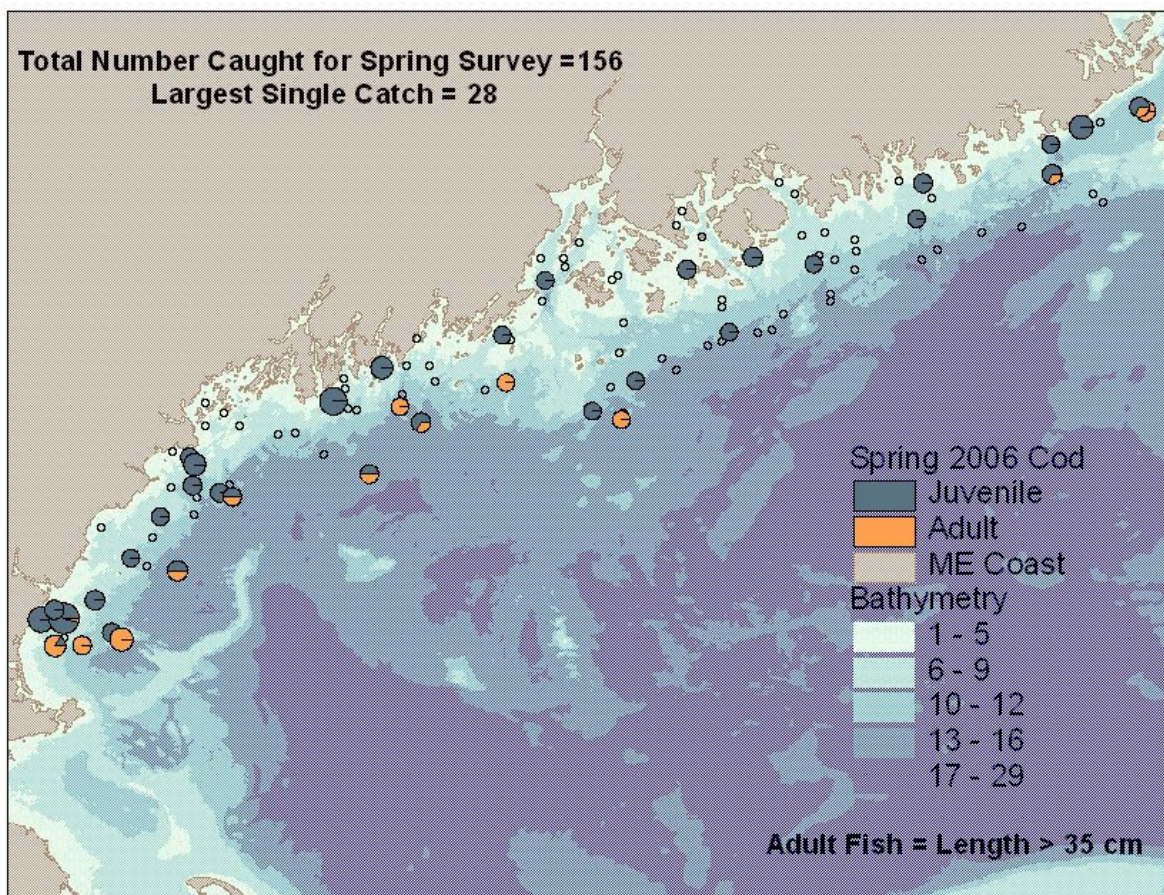 Total Number Caught for Spring Survey =156
Largest Single Catch = 28
Spring 2006 Cod
Juvenile
Adult
ME Coast
Bathymetry
1 - 5
6 - 9
10 - 12
13 - 16
17 - 29
Adult Fish = Length > 35 cm